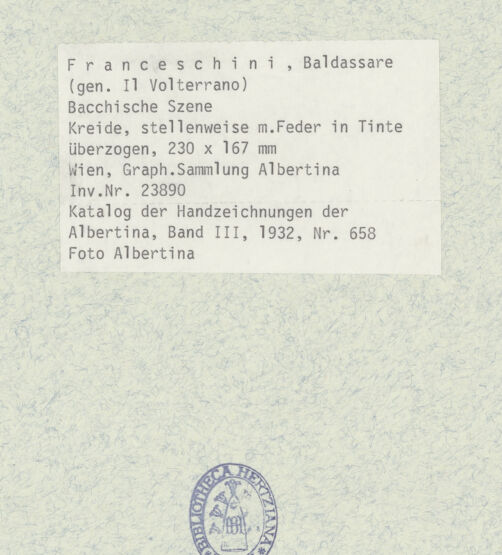 Franceschini, Baldassare
(gen. Il Volterrano)
Bacchische Szene
Kreide, stellenweise m.Feder in Tinte
überzogen, 230 x 167 mm
Wien, Graph.Sammlung Albertina
Inv.Nr. 23890
Katalog der Handzeichnungen der
Albertina, Band III, 1932, Nr. 658
Foto Albertina
BIBLIOTHECA HERTZIANA